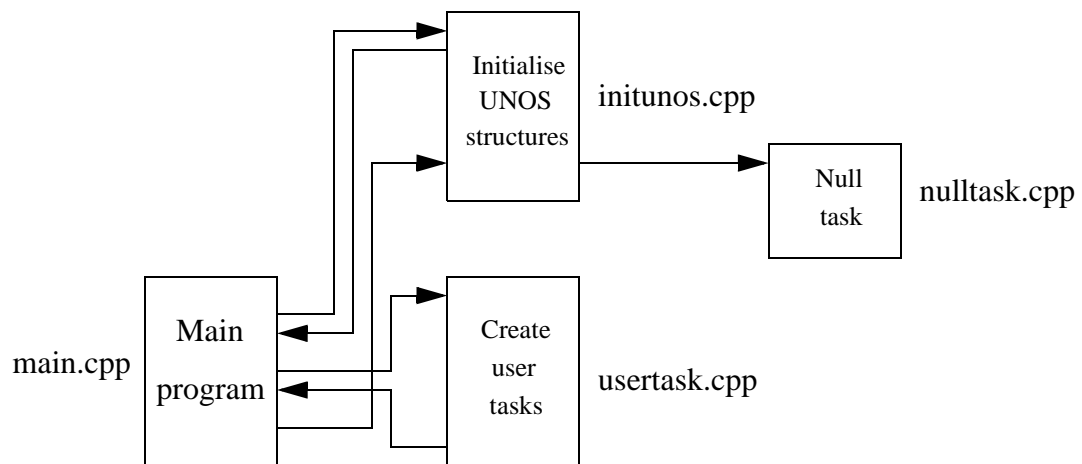 Initialise
UNOS
structures
initunos.cpp
Null
task
nulltask.cpp
main.cpp
Main
program
Create
user
tasks
usertask.cpp